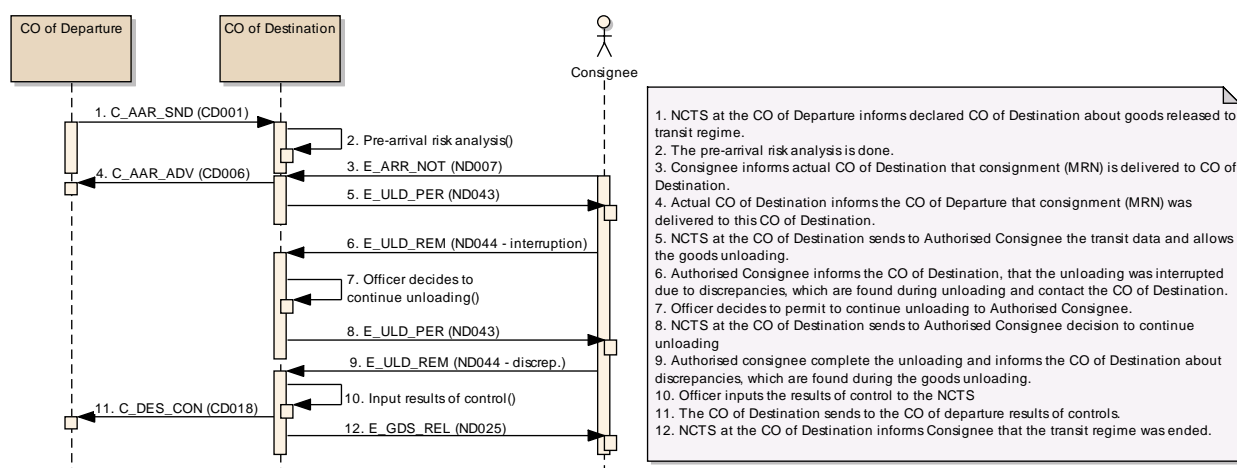 CO of Departure
CO of Destination
Consignee
1. C_AAR_SND (CD001)
2. Pre-arrival risk analysis()
3. E_ARR_NOT (ND007)
4. C_AAR_ADV (CD006)
5. E_ULD_PER (ND043)
6. E_ULD_REM (ND044 - interruption)
7. Officer decides to
continue unloading()
8. E_ULD_PER (ND043)
9. E_ULD_REM (ND044 - discrep.)
10. Input results of control()
11. C_DES_CON (CD018)
12. E_GDS_REL (ND025)
1. NCTS at the CO of Departure informs declared CO of Destination about goods released to
transit regime.
2. The pre-arrival risk analysis is done.
3. Consignee informs actual CO of Destination that consignment (MRN) is delivered to CO of
Destination.
4. Actual CO of Destination informs the CO of Departure that consignment (MRN) was
delivered to this CO of Destination.
5. NCTS at the CO of Destination sends to Authorised Consignee the transit data and allows
the goods unloading.
6. Authorised Consignee informs the CO of Destination, that the unloading was interrupted
due to discrepancies, which are found during unloading and contact the CO of Destination.
7. Officer decides to permit to continue unloading to Authorised Consignee.
8. NCTS at the CO of Destination sends to Authorised Consignee decision to continue
unloading
9. Authorised consignee complete the unloading and informs the CO of Destination about
discrepancies, which are found during the goods unloading.
10. Officer inputs the results of control to the NCTS
11. The CO of Destination sends to the CO of departure results of controls.
12. NCTS at the CO of Destination informs Consignee that the transit regime was ended.